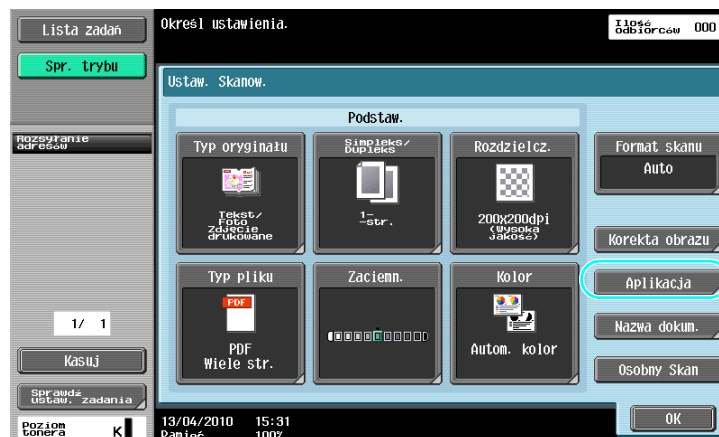 Lista zadań
Określ ustawienia.
Ilość
odbiorców
000
Spr. trybu
Ustaw. Skanow.
Podstaw.
Rozsyłanie
adresów
Typ oryginału
Simpleks/
Dupleks
Rozdzielcz.
Format skanu
Auto
Tekst/
Foto
Zdjęcie
drukowane
1-
-str.
200X200dpi
(Wysoka
jakość)
Korekta obrazu
Typ pliku
Zaciemn.
Kolor
Aplikacja
PDF
1/ 1
Nazwa dokum.
PDF
Wiele str.
Autom. kolor
Kasuj
Osobny Skan
Sprawdź
ustaw. zadania
OK
Poziom
tonera
K
13/04/2010 15:31
Pamięć 100%